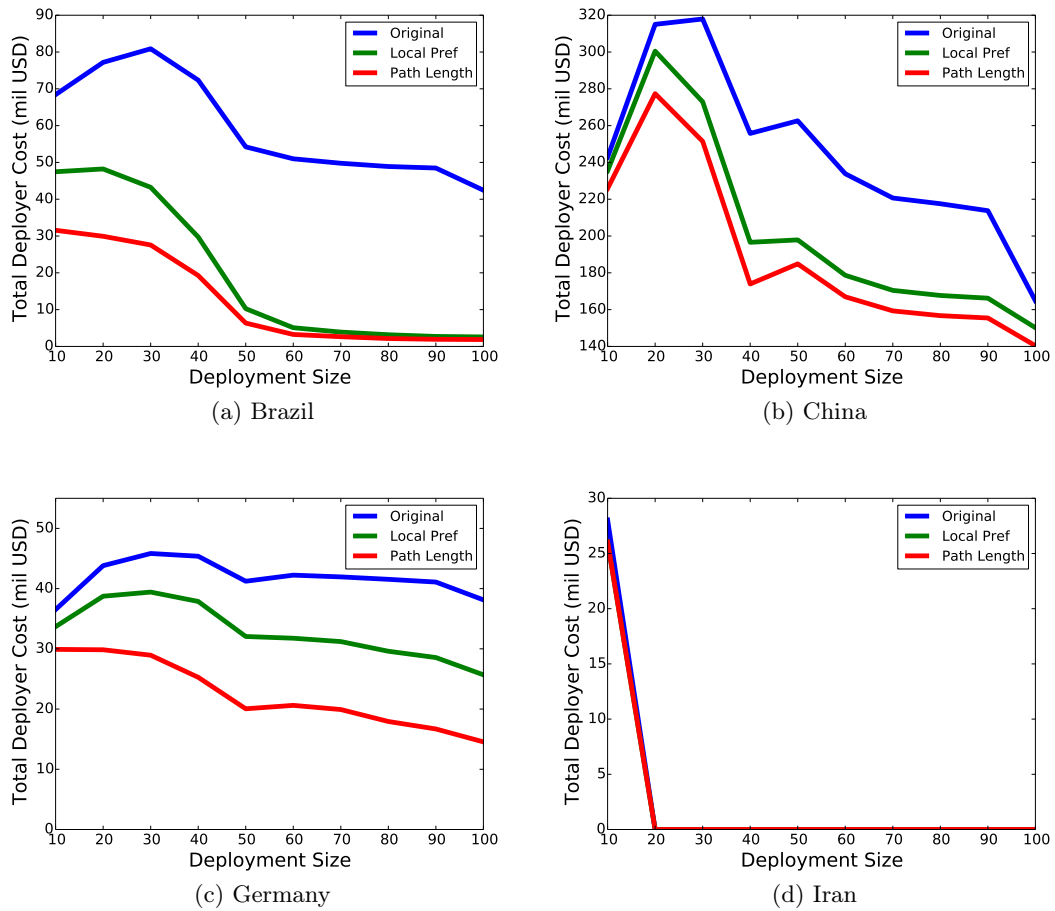 90
80
70
60
50
40
30
20
10
0
10 20 30 40 50 60 70 80 90 100
Total Deployer Cost (mil USD)
Deployment Size
Original
Local Pref
Path Length
(a) Brazil
320
300
280
260
240
220
200
180
160
140
10 20 30 40 50 60 70 80 90 100
Total Deployer Cost (mil USD)
Deployment Size
Original
Local Pref
Path Length
(b) China
50
40
30
20
10
0
10 20 30 40 50 60 70 80 90 100
Total Deployer Cost (mil USD)
Deployment Size
Original
Local Pref
Path Length
(c) Germany
30
25
20
15
10
5
0
10 20 30 40 50 60 70 80 90 100
Total Deployer Cost (mil USD)
Deployment Size
Original
Local Pref
Path Length
(d) Iran